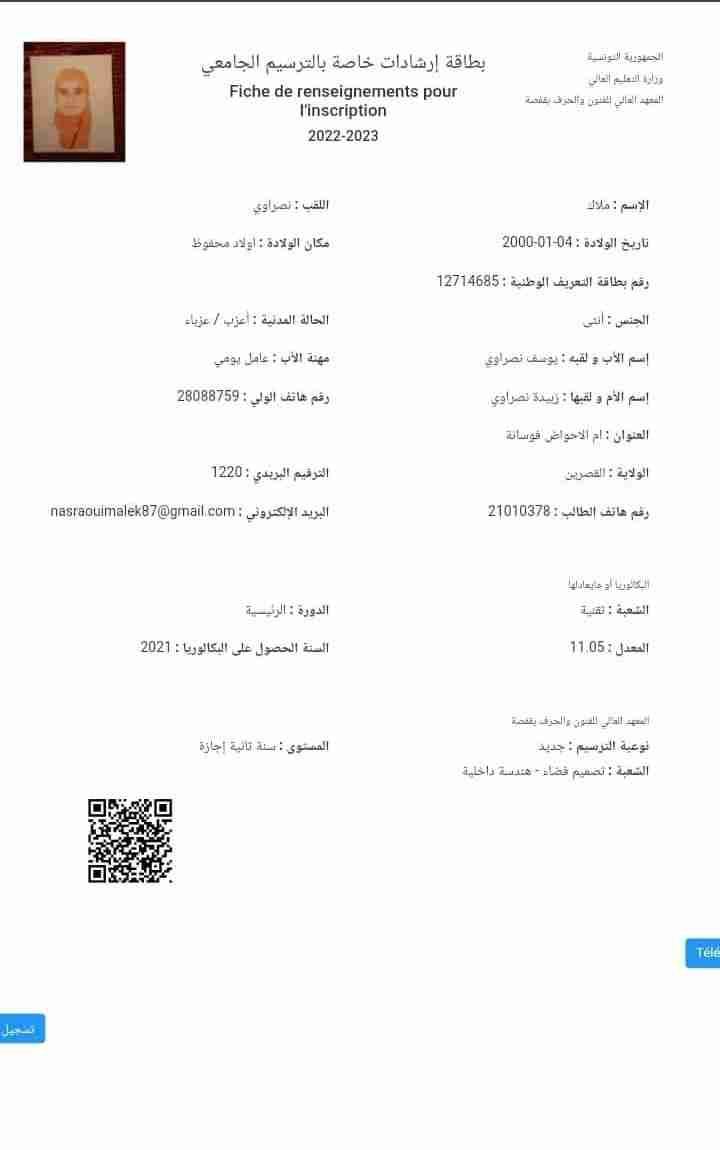 الجمهورية التونسية
وزارة التعليم العالي
المعهد العالي للفنون والحرف بقفصة
بطاقة إرشادات خاصة بالترسيم الجامعي
Fiche de renseignements pour
l'inscription
2022-2023
الإسم : ملاك
اللقب : نصراوي
تاريخ الولادة : 2000-01-04
مكان الولادة : اولاد محفوظ
رقم بطاقة التعريف الوطنية : 12714685
الجنس : أنثى
الحالة المدنية : أعزب / عزباء
إسم الأب و لقبه : يوسف نصراوي
مهنة الأب : عامل يومي
إسم الأم و لقبها : زبيدة نصراوي
رقم هاتف الولي : 28088759
العنوان : ام الاحواض فوسانة
الولاية : القصرين
الترقيم البريدي : 1220
رقم هاتف الطالب : 21010378
البريد الإلكتروني : nasraouimalek87@gmail.com
البكالوريا أو مايعادلها
الشعبة : تقنية
الدورة : الرئيسية
المعدل : 11.05
السنة الحصول على البكالوريا : 2021
المعهد العالي للفنون والحرف بقفصة
نوعية الترسيم : جديد
المستوى : سنة ثانية إجازة
الشعبة : تصميم فضاء - هندسة داخلية
Télé
تسجيل